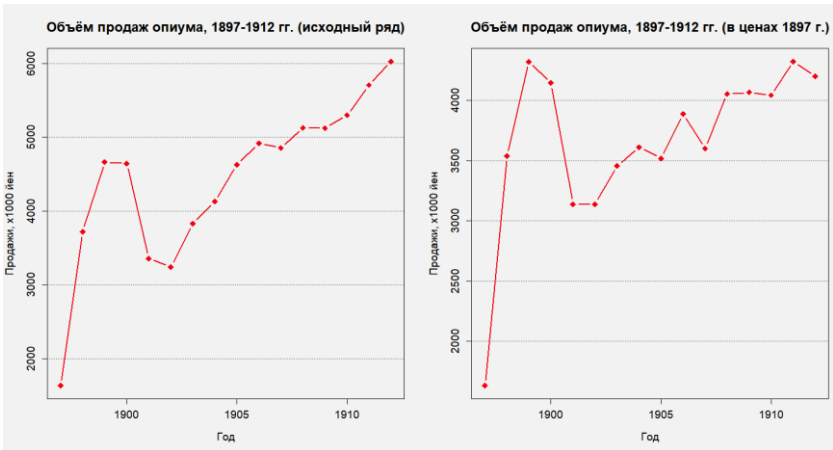 Объём продаж опиума, 1897-1912 гг. (исходный ряд)
Продажи, x1000 йен
6000
5000
4000
3000
2000
1900
1905
1910
Год
Объём продаж опиума, 1897-1912 гг. (в ценах 1897 г.)
Продажи, x1000 йен
4000
3500
3000
2500
2000
1900
1905
1910
Год